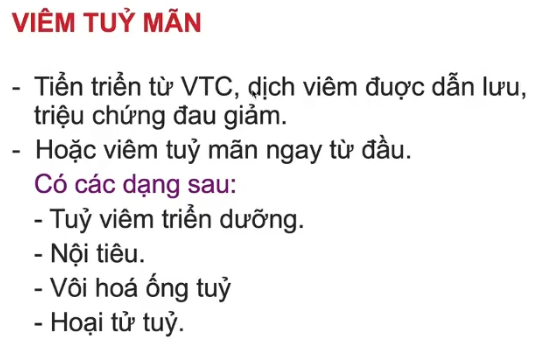 VIÊM TUỶ MÃN
- Tiển triển từ VTC, dịch viêm đuợc dẫn lưu,
triệu chứng đau giảm.
- Hoặc viêm tuỷ mãn ngay từ đầu.
Có các dạng sau:
- Tuỷ viêm triển dưỡng.
- Nội tiêu.
- Vôi hoá ống tuỷ
- Hoại tử tuỷ.